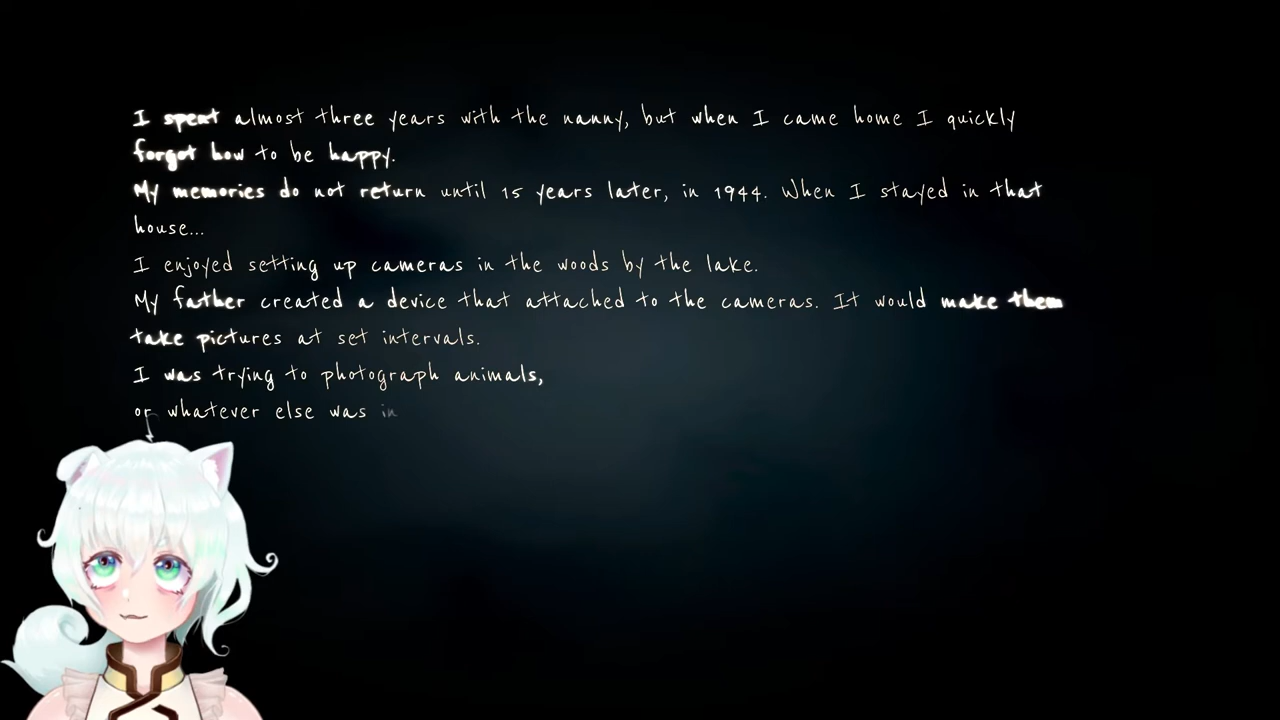 I spent almost three years with the nanny, but when I came home I quickly
forgot how to be happy.
My memories do not return until 15 years later, in 1944. When I stayed in that
house...
I enjoyed setting up cameras in the woods by the lake.
My father created a device that attached to the cameras. It would make them
take pictures at set intervals.
I was trying to photograph animals,
or whatever else was in